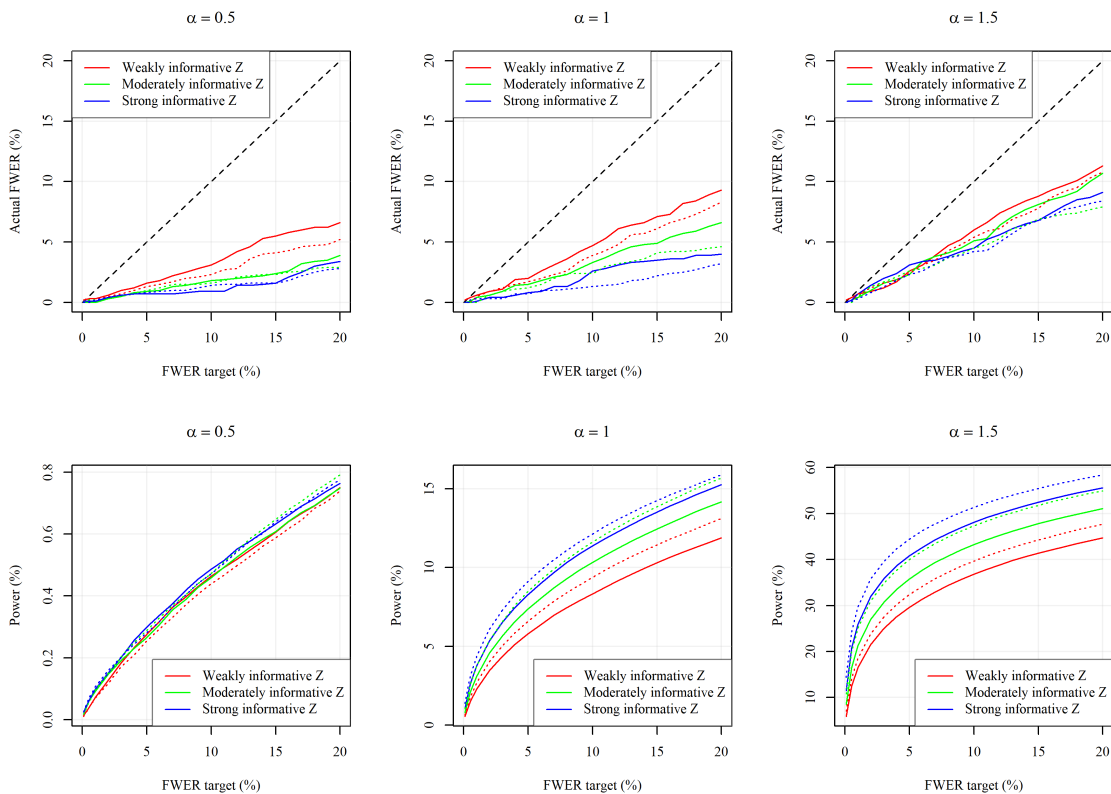 α = 0.5
α = 1
α = 1.5
Actual FWER (%)
20
15
10
5
0
Weakly informative Z
Moderately informative Z
Strong informative Z
0 5 10 15 20
FWER target (%)
Actual FWER (%)
20
15
10
5
0
Weakly informative Z
Moderately informative Z
Strong informative Z
0 5 10 15 20
FWER target (%)
Actual FWER (%)
20
15
10
5
0
Weakly informative Z
Moderately informative Z
Strong informative Z
0 5 10 15 20
FWER target (%)
α = 0.5
α = 1
α = 1.5
Power (%)
0.8
0.6
0.4
0.2
0.0
Weakly informative Z
Moderately informative Z
Strong informative Z
0 5 10 15 20
FWER target (%)
Power (%)
15
10
5
0
Weakly informative Z
Moderately informative Z
Strong informative Z
0 5 10 15 20
FWER target (%)
Power (%)
60
50
40
30
20
10
Weakly informative Z
Moderately informative Z
Strong informative Z
0 5 10 15 20
FWER target (%)